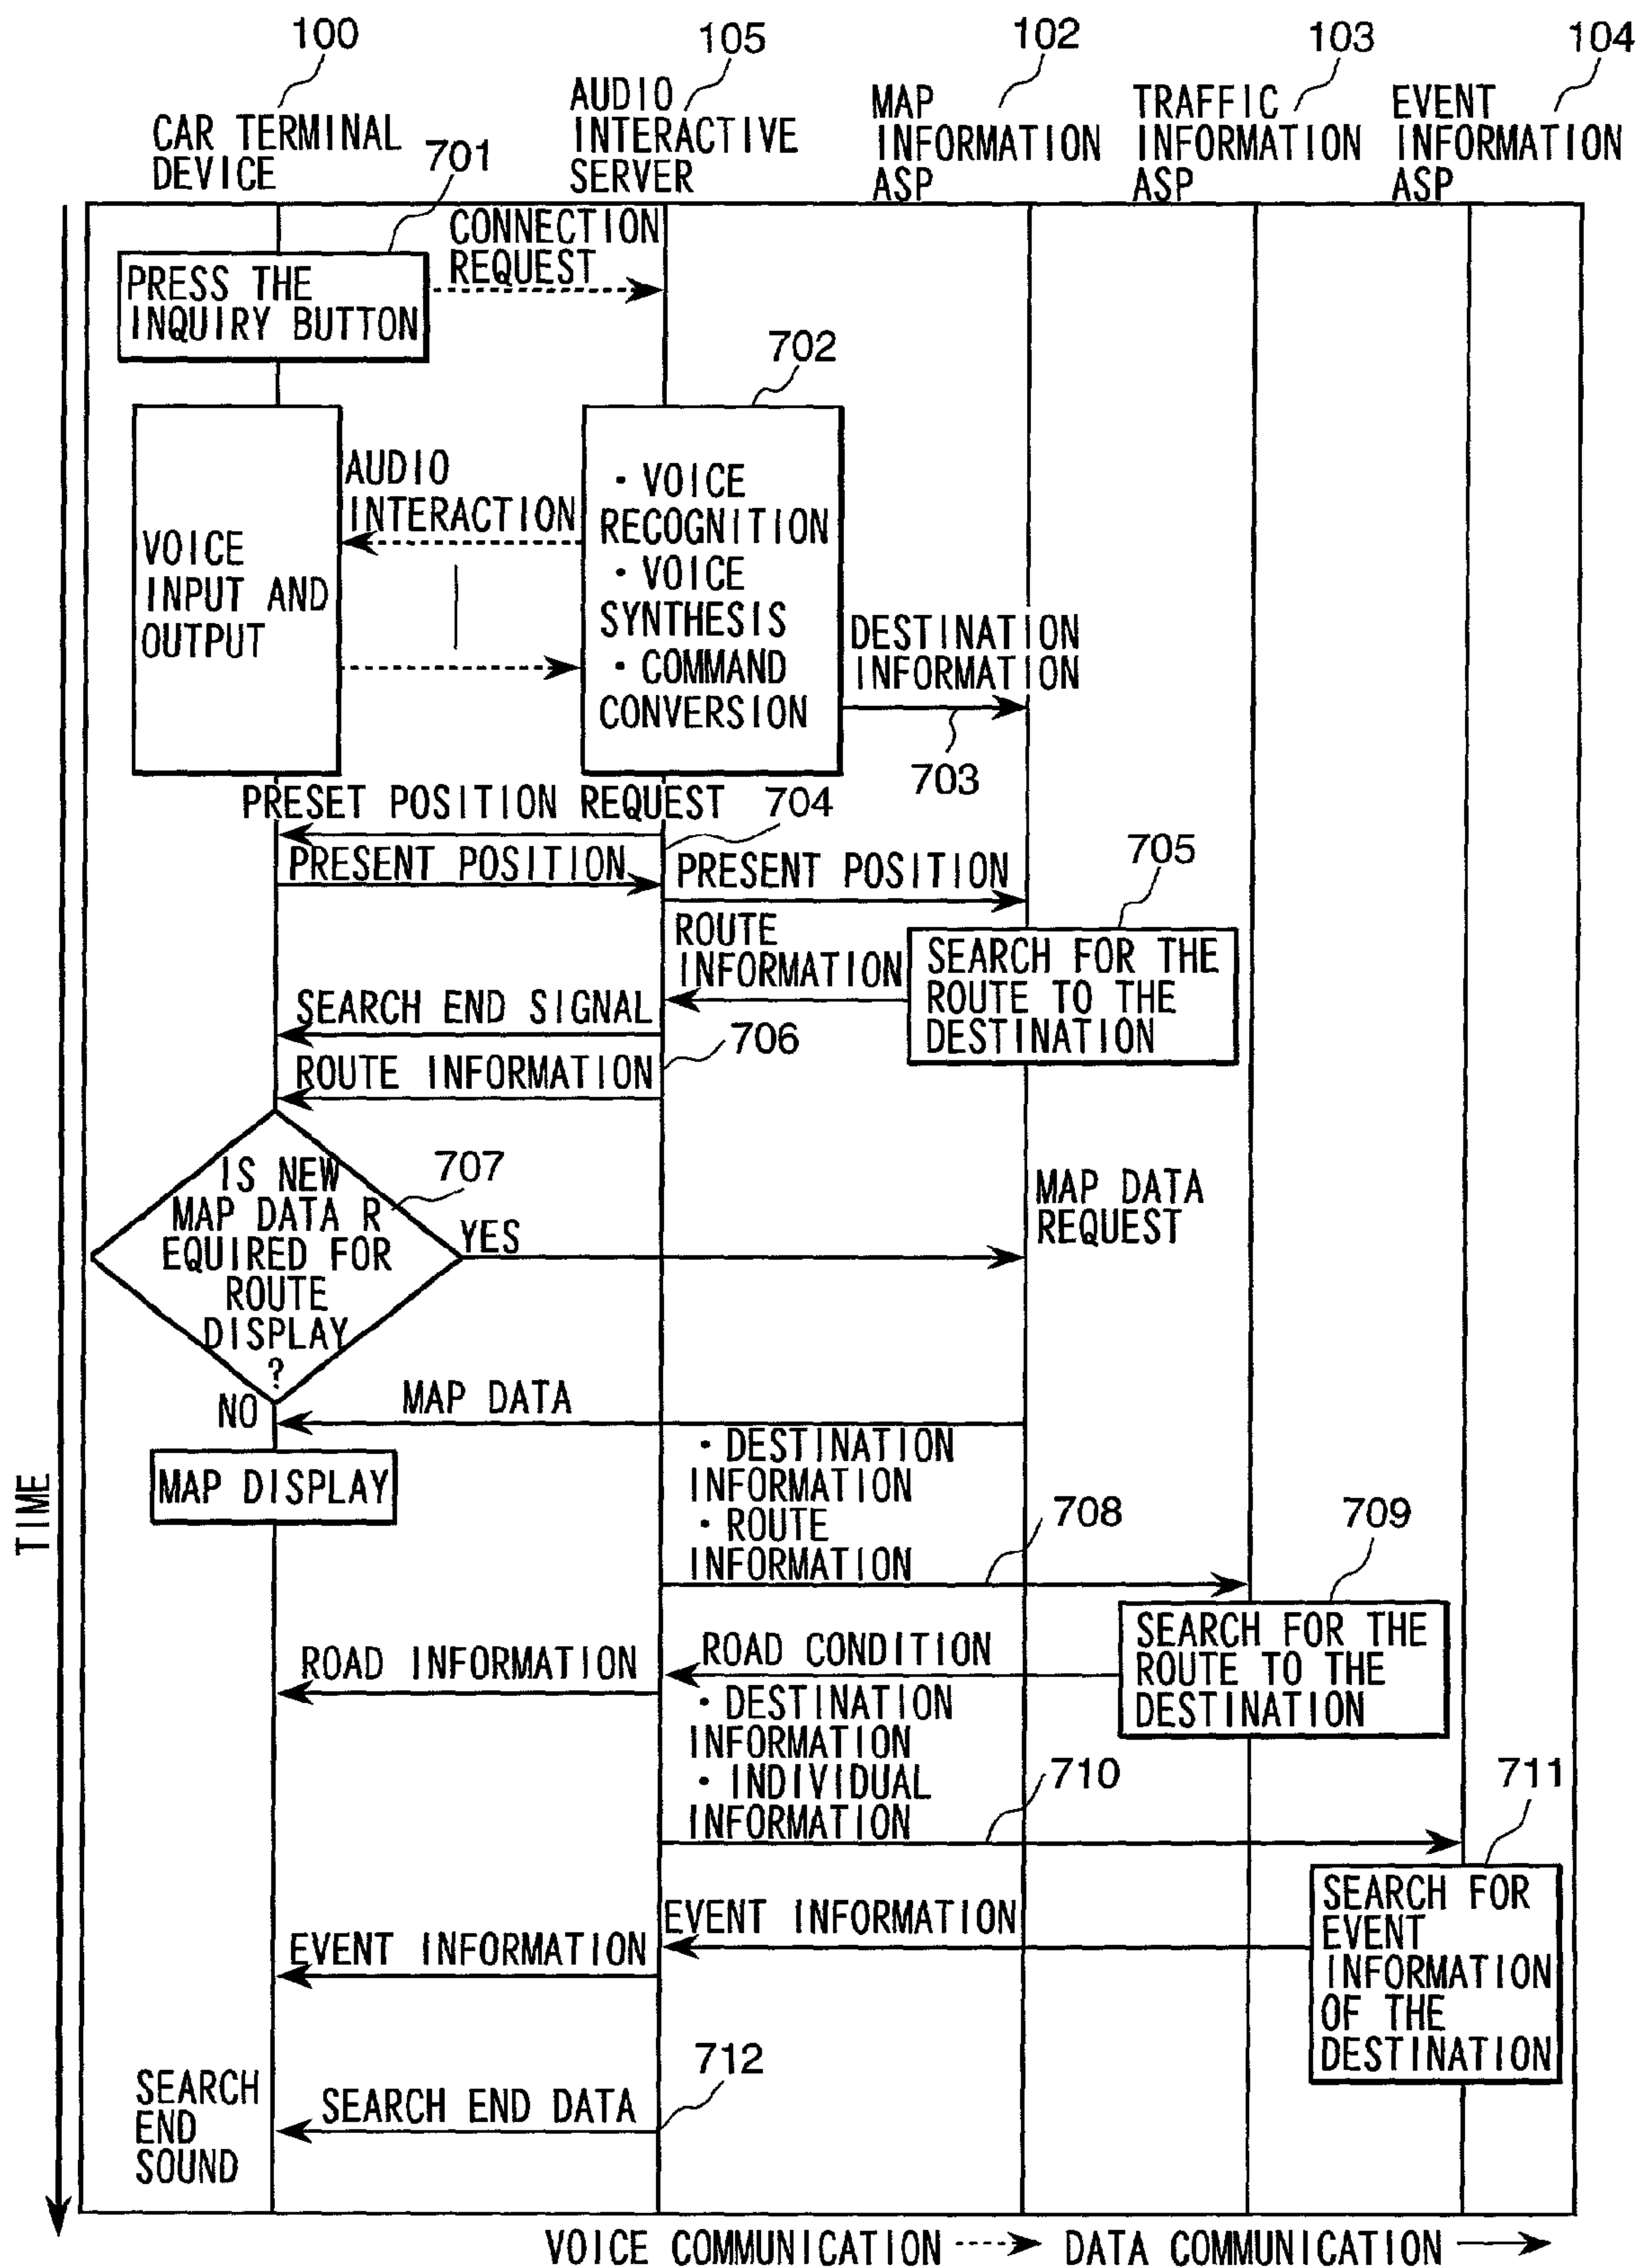 100
105
102
103
104
CAR TERMINAL
DEVICE
AUDIO
INTERACTIVE
SERVER
MAP
INFORMATION
ASP
TRAFFIC
INFORMATION
ASP
EVENT
INFORMATION
ASP
701
CONNECTION
REQUEST
PRESS THE
INQUIRY BUTTON
702
AUDIO
INTERACTION
VOICE
INPUT AND
OUTPUT
・VOICE
RECOGNITION
・VOICE
SYNTHESIS
・COMMAND
CONVERSION
DESTINATION
INFORMATION
703
PRESET POSITION REQUEST
704
PRESENT POSITION
PRESENT POSITION
705
ROUTE
INFORMATION
SEARCH FOR THE
ROUTE TO THE
DESTINATION
SEARCH END SIGNAL
706
ROUTE INFORMATION
IS NEW
MAP DATA R
EQUIRED FOR
ROUTE
DISPLAY
?
707
YES
MAP DATA
REQUEST
NO
MAP DATA
MAP DISPLAY
・DESTINATION
INFORMATION
・ROUTE
INFORMATION
708
709
SEARCH FOR THE
ROUTE TO THE
DESTINATION
ROAD CONDITION
ROAD INFORMATION
・DESTINATION
INFORMATION
・INDIVIDUAL
INFORMATION
710
711
SEARCH FOR
EVENT
INFORMATION
OF THE
DESTINATION
EVENT INFORMATION
EVENT INFORMATION
712
SEARCH END DATA
SEARCH
END
SOUND
TIME
VOICE COMMUNICATION
DATA COMMUNICATION